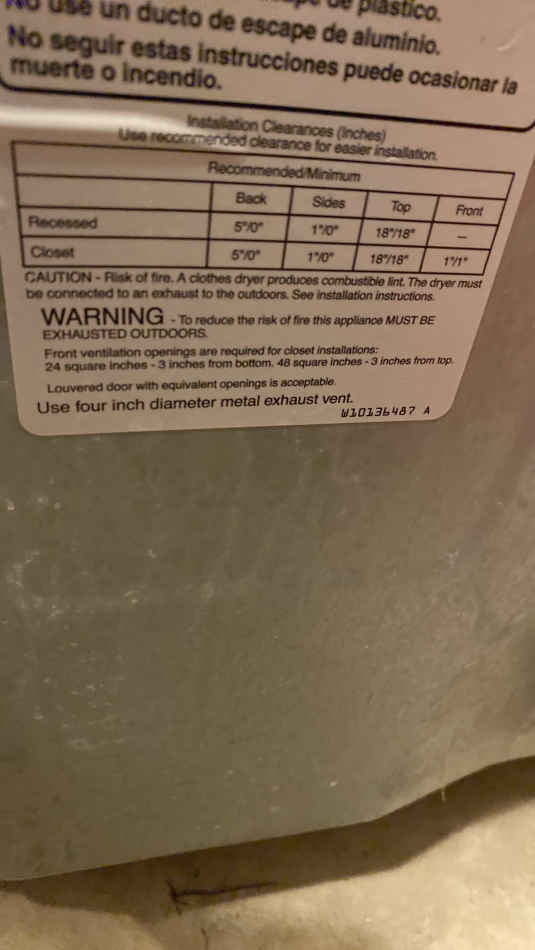 No use un ducto de escape de aluminio.
No seguir estas instrucciones puede ocasionar la
muerte o incendio.
Installation Clearances (Inches)
Use recommended clearance for easier installation.
Recommended/Minimum
Back Sides Top Front
Recessed 5"/0" 1"/0" 18"/18" –
Closet 5"/0" 1"/0" 18"/18" 1"/1"
CAUTION - Risk of fire. A clothes dryer produces combustible lint. The dryer must
be connected to an exhaust to the outdoors. See installation instructions.
WARNING - To reduce the risk of fire this appliance MUST BE
EXHAUSTED OUTDOORS.
Front ventilation openings are required for closet installations:
24 square inches - 3 inches from bottom. 48 square inches - 3 inches from top.
Louvered door with equivalent openings is acceptable.
Use four inch diameter metal exhaust vent.
W10136487 A